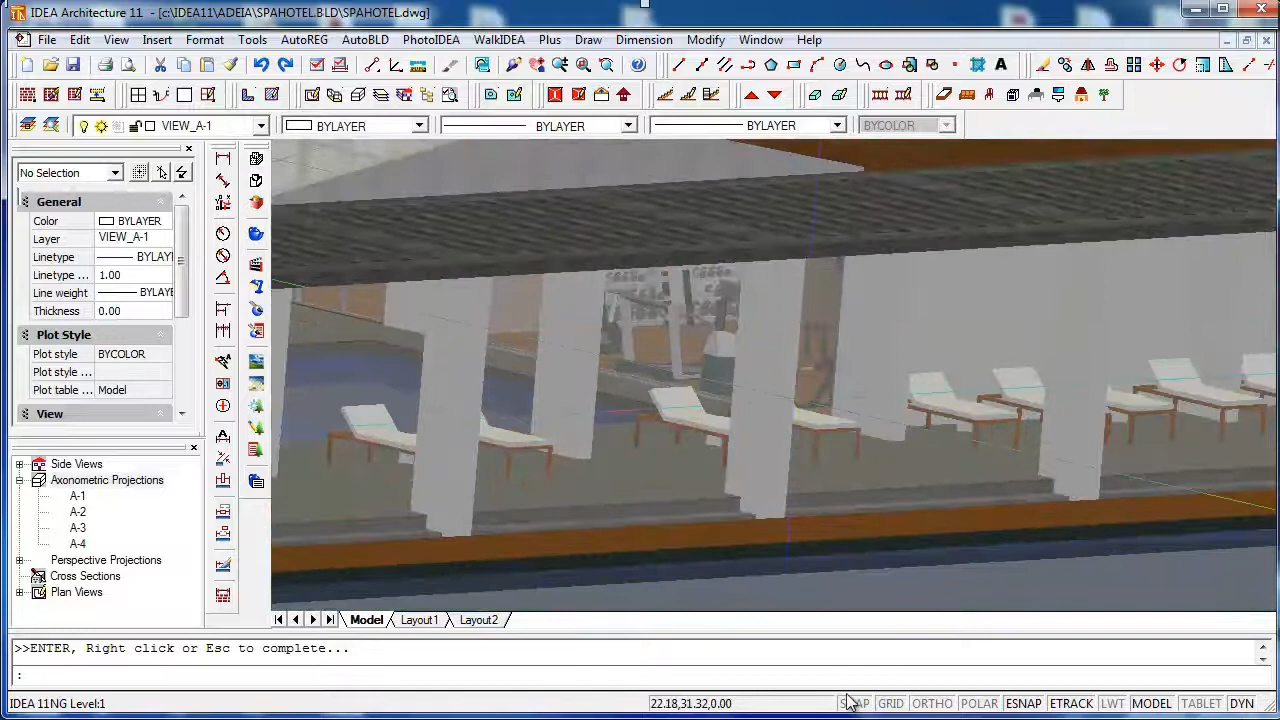 IDEA Architecture 11 - [c:\IDEA11\ADEIA\SPAHOTEL.BLD\SPAHOTEL.dwg]
File Edit View Insert Format Tools AutoREG AutoBLD PhotoIDEA WalkIDEA Plus Draw Dimension Modify Window Help
VIEW_A-1 BYLAYER BYLAYER BYLAYER BYCOLOR
No Selection
General
Color BYLAYER
Layer VIEW_A-1
Linetype BYLAYI
Linetype ... 1.00
Line weight BYLAYE
Thickness 0.00
Plot Style
Plot style BYCOLOR
Plot style ...
Plot table ... Model
View
Side Views
Axonometric Projections
A-1
A-2
A-3
A-4
Perspective Projections
Cross Sections
Plan Views
Model Layout1 Layout2
>>ENTER, Right click or Esc to complete...
:
IDEA 11NG Level:1 22.18,31.32,0.00 SNAP GRID ORTHO POLAR ESNAP ETRACK LWT MODEL TABLET DYN